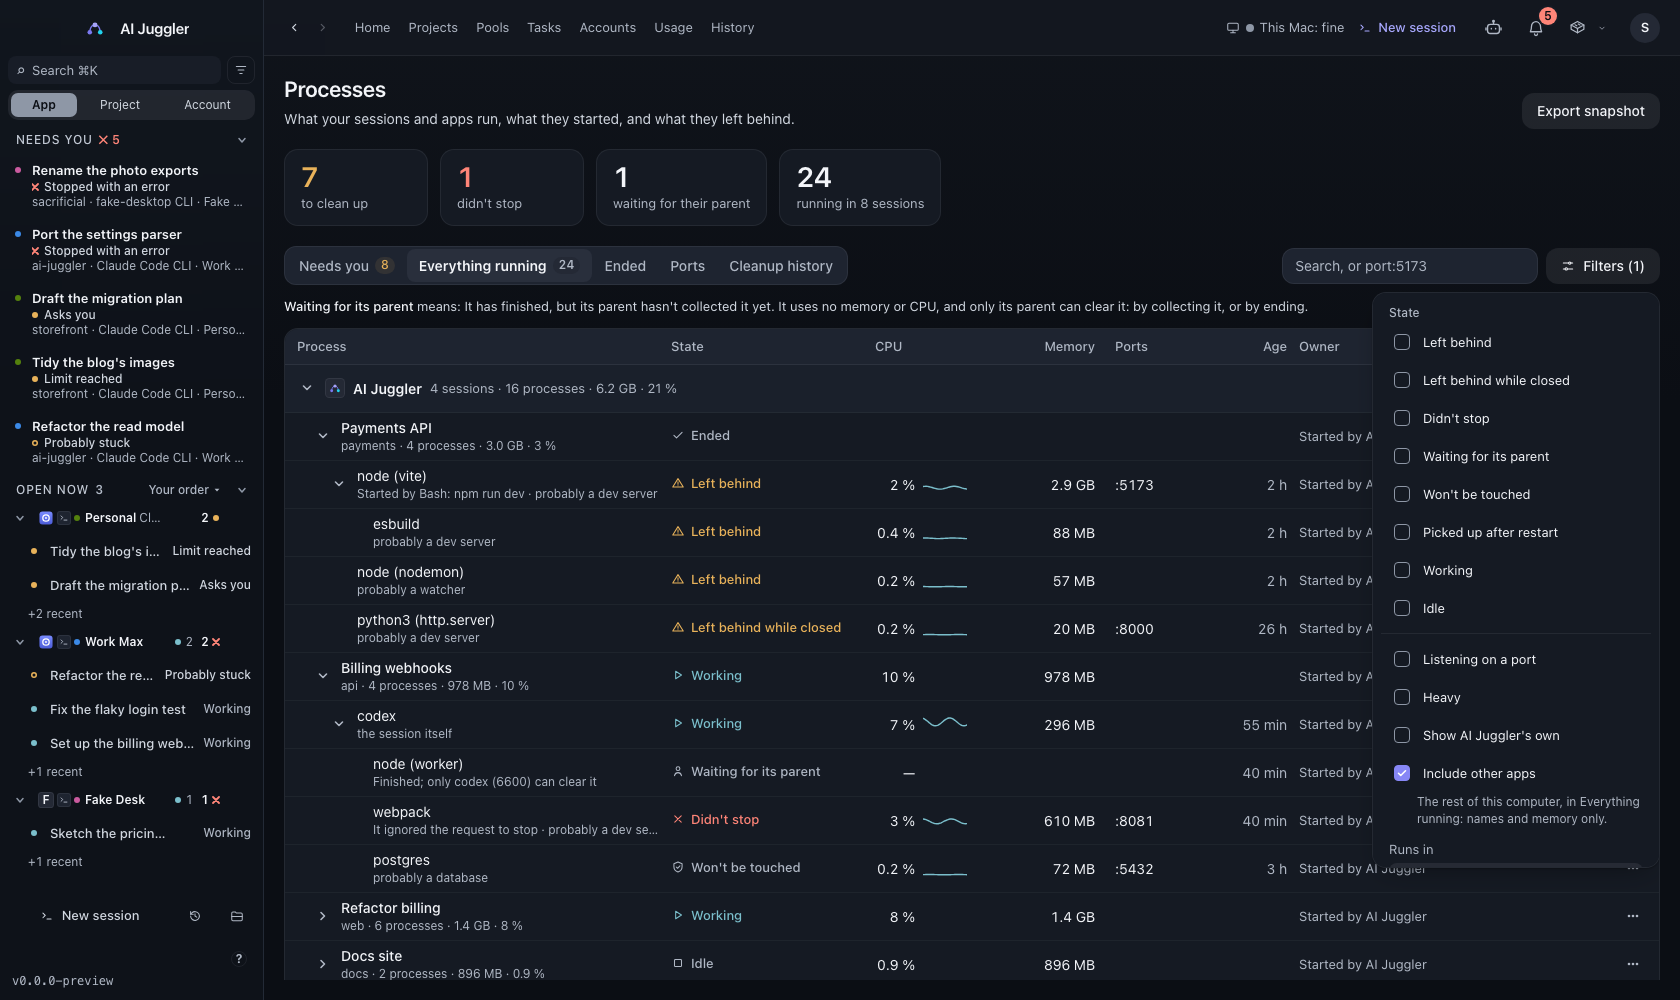 AI Juggler
Search ⌘K
App Project Account
NEEDS YOU 5
Rename the photo exports
Stopped with an error
sacrificial · fake-desktop CLI · Fake ...
Port the settings parser
Stopped with an error
ai-juggler · Claude Code CLI · Work ...
Draft the migration plan
Asks you
storefront · Claude Code CLI · Perso...
Tidy the blog's images
Limit reached
storefront · Claude Code CLI · Perso...
Refactor the read model
Probably stuck
ai-juggler · Claude Code CLI · Work ...
OPEN NOW 3 Your order
Personal Cl... 2
Tidy the blog's i... Limit reached
Draft the migration p... Asks you
+2 recent
Work Max 2 2
Refactor the re... Probably stuck
Fix the flaky login test Working
Set up the billing web... Working
+1 recent
F Fake Desk 1 1
Sketch the pricin... Working
+1 recent
New session
?
v0.0.0-preview
Home Projects Pools Tasks Accounts Usage History
This Mac: fine New session 5 S
Processes
What your sessions and apps run, what they started, and what they left behind.
Export snapshot
7 to clean up
1 didn't stop
1 waiting for their parent
24 running in 8 sessions
Needs you 8 Everything running 24 Ended Ports Cleanup history
Search, or port:5173 Filters (1)
Waiting for its parent means: It has finished, but its parent hasn't collected it yet. It uses no memory or CPU, and only its parent can clear it: by collecting it, or by ending.
Process State CPU Memory Ports Age Owner
AI Juggler 4 sessions · 16 processes · 6.2 GB · 21 %
Payments API Ended Started by A
payments · 4 processes · 3.0 GB · 3 %
node (vite) Left behind 2 % 2.9 GB :5173 2 h Started by A
Started by Bash: npm run dev · probably a dev server
esbuild Left behind 0.4 % 88 MB 2 h Started by A
probably a dev server
node (nodemon) Left behind 0.2 % 57 MB 2 h Started by A
probably a watcher
python3 (http.server) Left behind while closed 0.2 % 20 MB :8000 26 h Started by A
probably a dev server
Billing webhooks Working 10 % 978 MB Started by A
api · 4 processes · 978 MB · 10 %
codex Working 7 % 296 MB 55 min Started by A
the session itself
node (worker) Waiting for its parent — 40 min Started by A
Finished; only codex (6600) can clear it
webpack Didn't stop 3 % 610 MB :8081 40 min Started by A
It ignored the request to stop · probably a dev se...
postgres Won't be touched 0.2 % 72 MB :5432 3 h Started by AI Juggler ...
probably a database
Refactor billing Working 8 % 1.4 GB Started by AI Juggler ...
web · 6 processes · 1.4 GB · 8 %
Docs site Idle 0.9 % 896 MB Started by AI Juggler ...
docs · 2 processes · 896 MB · 0.9 %
State
Left behind
Left behind while closed
Didn't stop
Waiting for its parent
Won't be touched
Picked up after restart
Working
Idle
Listening on a port
Heavy
Show AI Juggler's own
Include other apps
The rest of this computer, in Everything
running: names and memory only.
Runs in